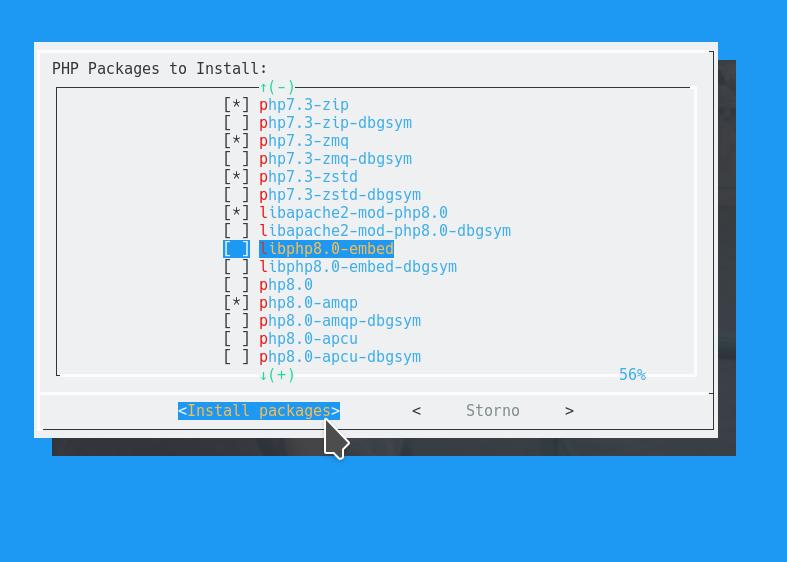 PHP Packages to Install:
↑(-)
[*] php7.3-zip
[ ] php7.3-zip-dbgsym
[*] php7.3-zmq
[ ] php7.3-zmq-dbgsym
[*] php7.3-zstd
[ ] php7.3-zstd-dbgsym
[*] libapache2-mod-php8.0
[ ] libapache2-mod-php8.0-dbgsym
[ ] libphp8.0-embed
[ ] libphp8.0-embed-dbgsym
[ ] php8.0
[*] php8.0-amqp
[ ] php8.0-amqp-dbgsym
[ ] php8.0-apcu
[ ] php8.0-apcu-dbgsym
↓(+) 56%
<Install packages> < Storno >